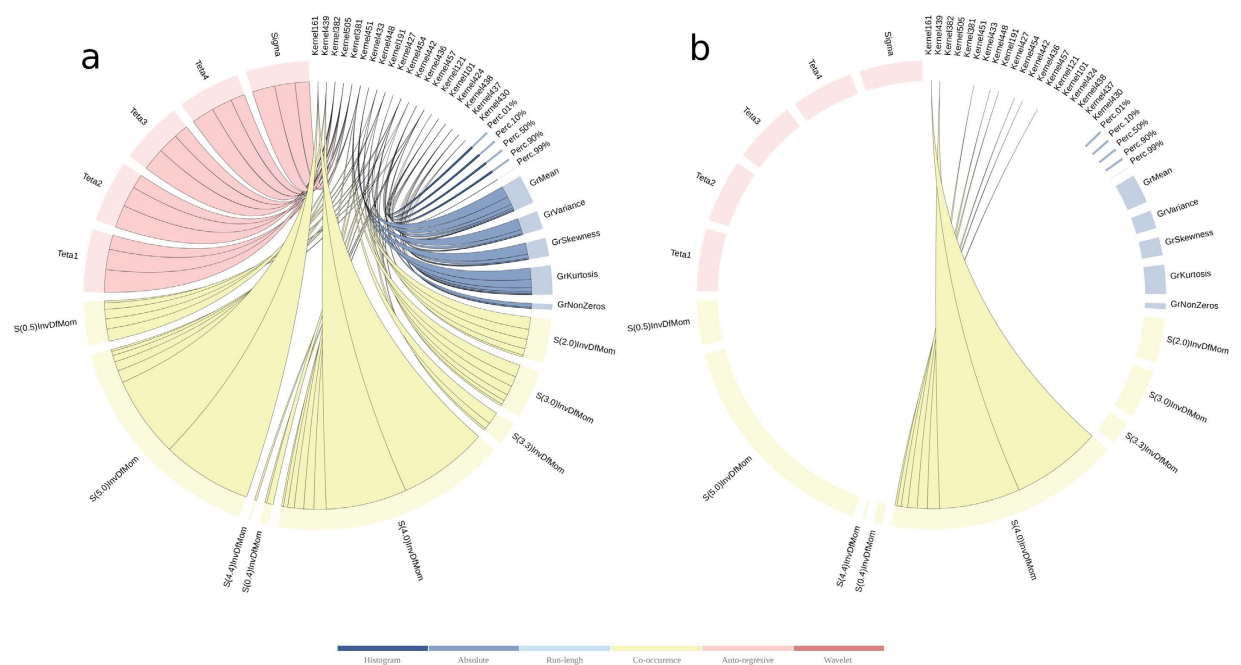 a
Sigma
Teta4
Teta3
Teta2
Teta1
S(0.5)InvDfMom
S(5.0)InvDfMom
S(4.4)InvDfMom
S(0.4)InvDfMom
S(4.0)InvDfMom
S(3.3)InvDfMom
S(3.0)InvDfMom
S(2.0)InvDfMom
GrNonZeros
GrKurtosis
GrSkewness
GrVariance
GrMean
Perc.99%
Perc.90%
Perc.50%
Perc.10%
Perc.01%
Kernel430
Kernel437
Kernel438
Kernel424
Kernel101
Kernel121
Kernel457
Kernel436
Kernel442
Kernel454
Kernel427
Kernel191
Kernel448
Kernel433
Kernel451
Kernel381
Kernel505
Kernel382
Kernel439
Kernel161
b
Sigma
Teta4
Teta3
Teta2
Teta1
S(0.5)InvDfMom
S(5.0)InvDfMom
S(4.4)InvDfMom
S(0.4)InvDfMom
S(4.0)InvDfMom
S(3.3)InvDfMom
S(3.0)InvDfMom
S(2.0)InvDfMom
GrNonZeros
GrKurtosis
GrSkewness
GrVariance
GrMean
Perc.99%
Perc.90%
Perc.50%
Perc.10%
Perc.01%
Kernel430
Kernel437
Kernel438
Kernel424
Kernel101
Kernel121
Kernel457
Kernel436
Kernel442
Kernel454
Kernel427
Kernel191
Kernel448
Kernel433
Kernel451
Kernel381
Kernel505
Kernel382
Kernel439
Kernel161
Histogram Absolute Run-lengh Co-occurence Auto-regresive Wavelet